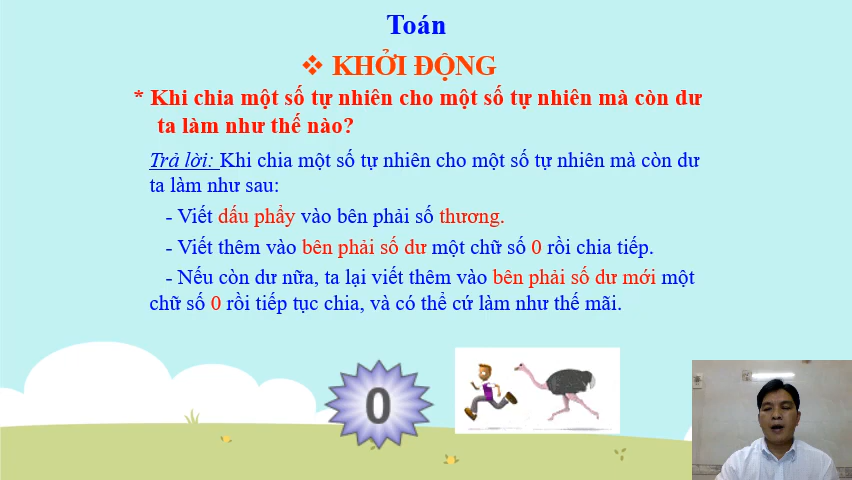 Toán
❖ KHỞI ĐỘNG
* Khi chia một số tự nhiên cho một số tự nhiên mà còn dư
ta làm như thế nào?
Trả lời: Khi chia một số tự nhiên cho một số tự nhiên mà còn dư
ta làm như sau:
- Viết dấu phẩy vào bên phải số thương.
- Viết thêm vào bên phải số dư một chữ số 0 rồi chia tiếp.
- Nếu còn dư nữa, ta lại viết thêm vào bên phải số dư mới một
chữ số 0 rồi tiếp tục chia, và có thể cứ làm như thế mãi.
0